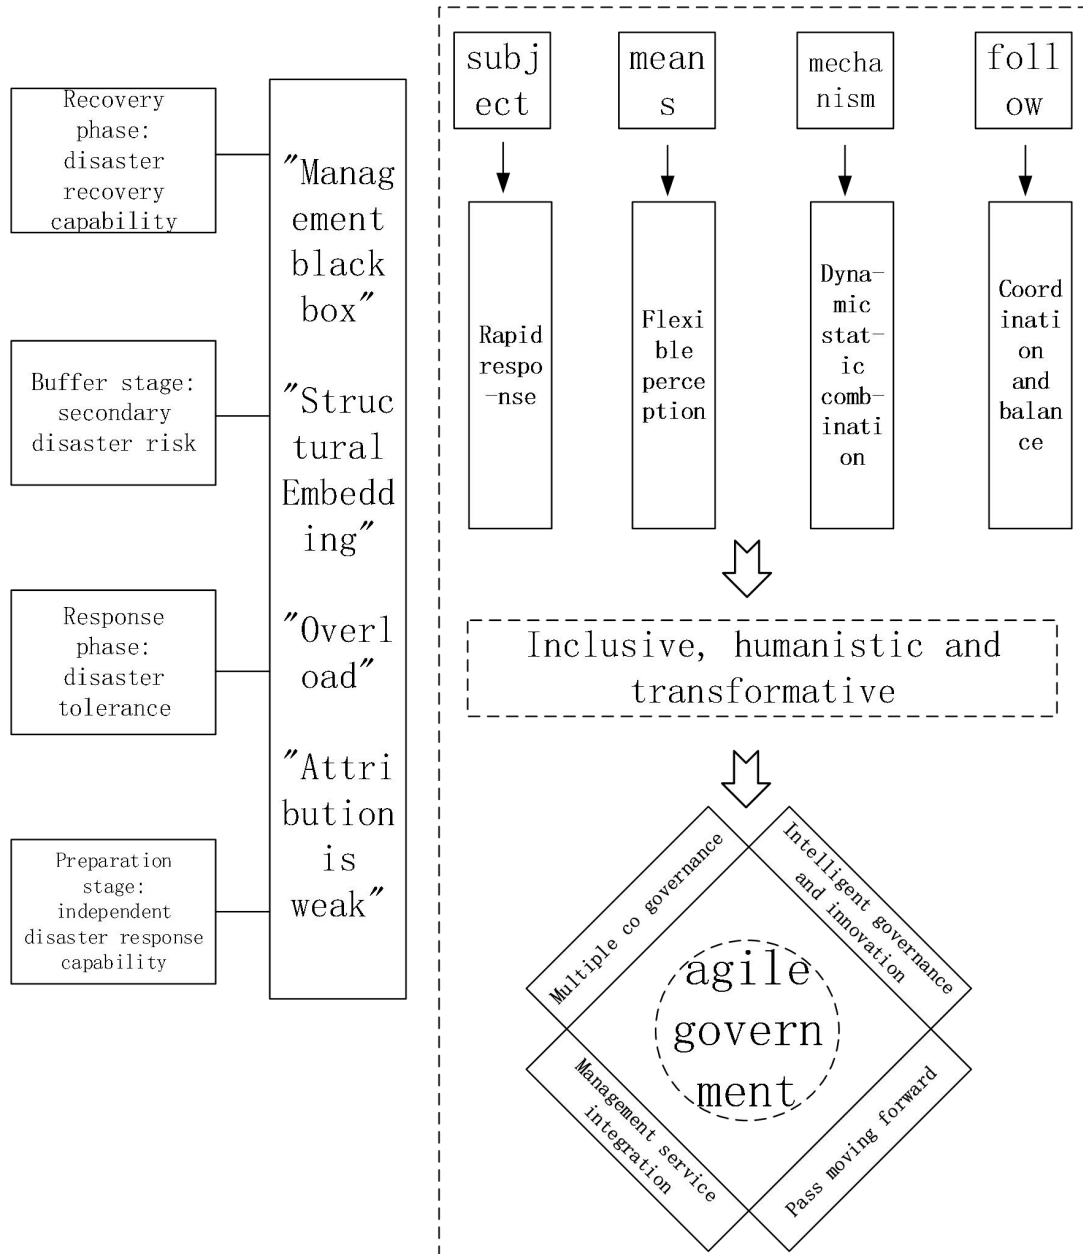 Recovery
phase:
disaster
recovery
capability
Buffer stage:
secondary
disaster risk
Response
phase:
disaster
tolerance
Preparation
stage:
independent
disaster response
capability
"Manag
ement
black
box"
"Struc
tural
Embedd
ing"
"Overl
oad"
"Attri
bution
is
weak"
subj
ect
mean
s
mecha
nism
foll
ow
Rapid
respo
-nse
Flexi
ble
perce
ption
Dyna-
mic
stat-
ic
comb-
inati
on
Coord
inati
on
and
bala
nce
Inclusive, humanistic and
transformative
Multiple co governance
Intelligent governance
and innovation
agile
govern
ment
Management service
integration
Pass moving forward